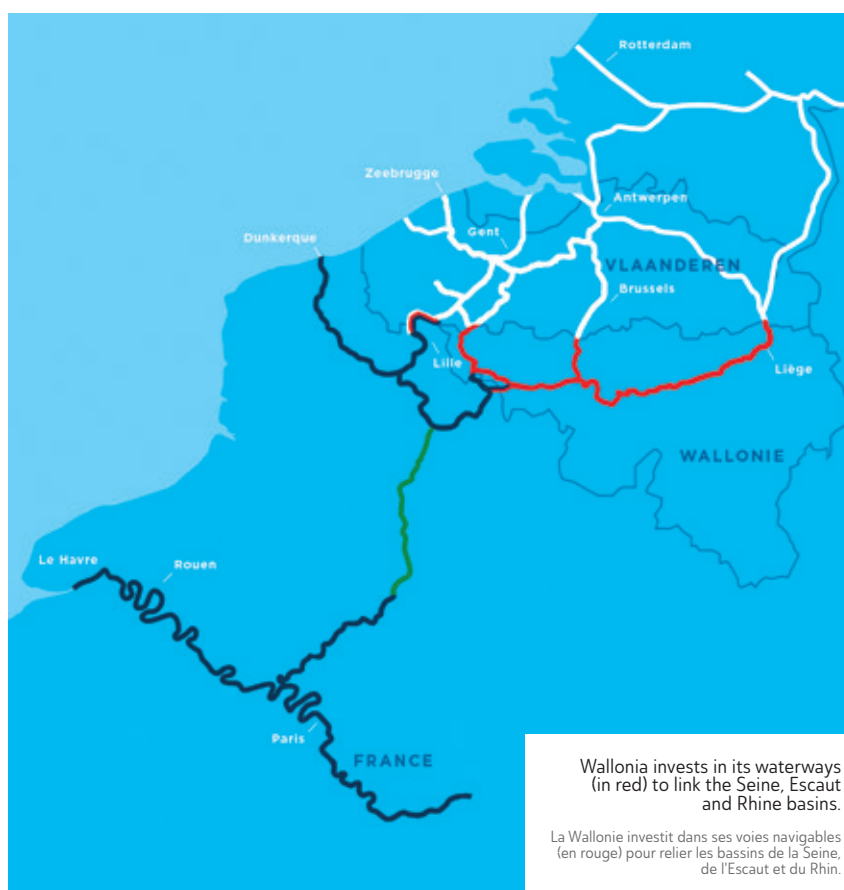 Rotterdam
Zeebrugge
Antwerpen
Dunkerque
Gent
VLAANDEREN
Brussels
Lille
Liège
WALLONIE
Le Havre
Rouen
Paris
FRANCE
Wallonia invests in its waterways
(in red) to link the Seine, Escaut
and Rhine basins.
La Wallonie investit dans ses voies navigables
(en rouge) pour relier les bassins de la Seine,
de l'Escaut et du Rhin.